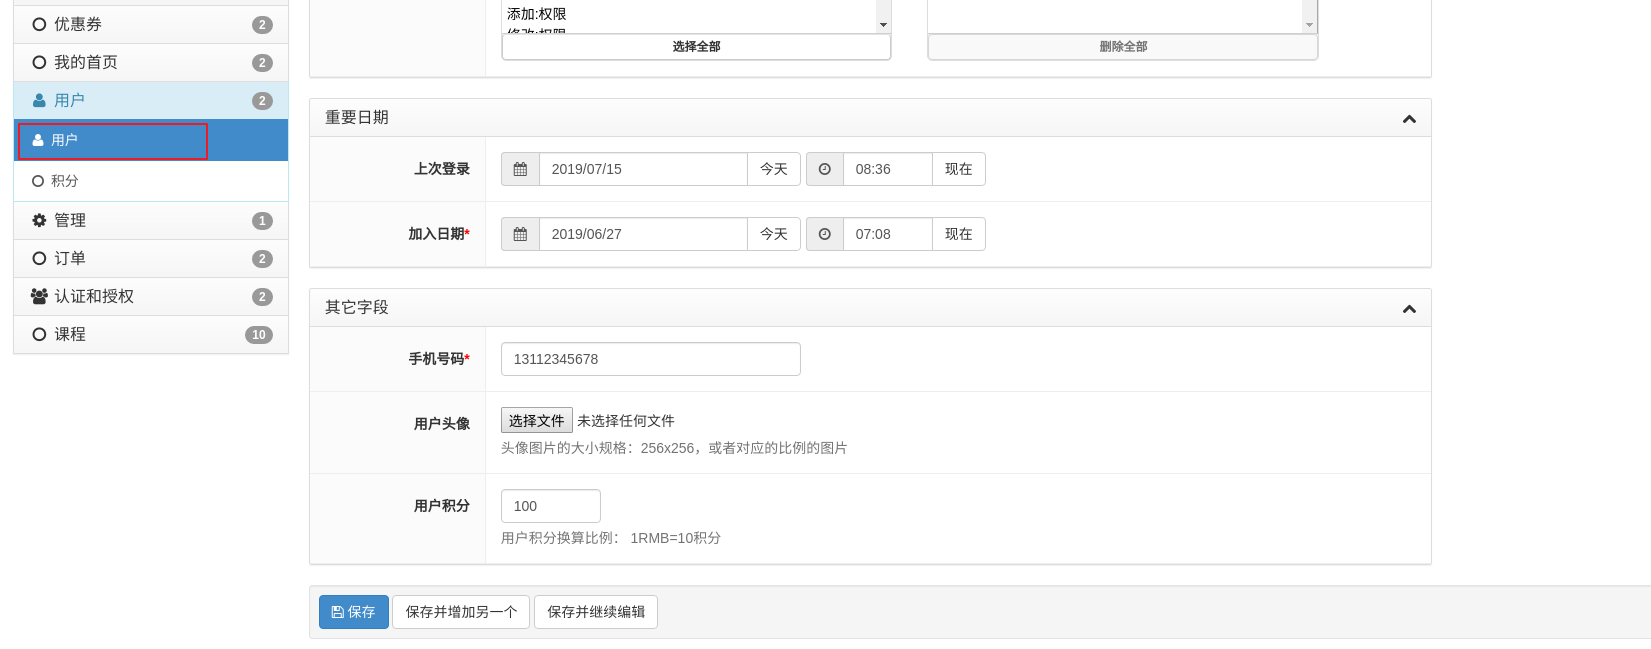 优惠券 2
我的首页 2
用户 2
用户
积分
管理 1
订单 2
认证和授权 2
课程 10
添加:权限
修改:权限
选择全部
删除全部
重要日期
上次登录 2019/07/15 今天 08:36 现在
加入日期* 2019/06/27 今天 07:08 现在
其它字段
手机号码* 13112345678
用户头像 选择文件 未选择任何文件
头像图片的大小规格：256x256，或者对应的比例的图片
用户积分 100
用户积分换算比例： 1RMB=10积分
保存 保存并增加另一个 保存并继续编辑